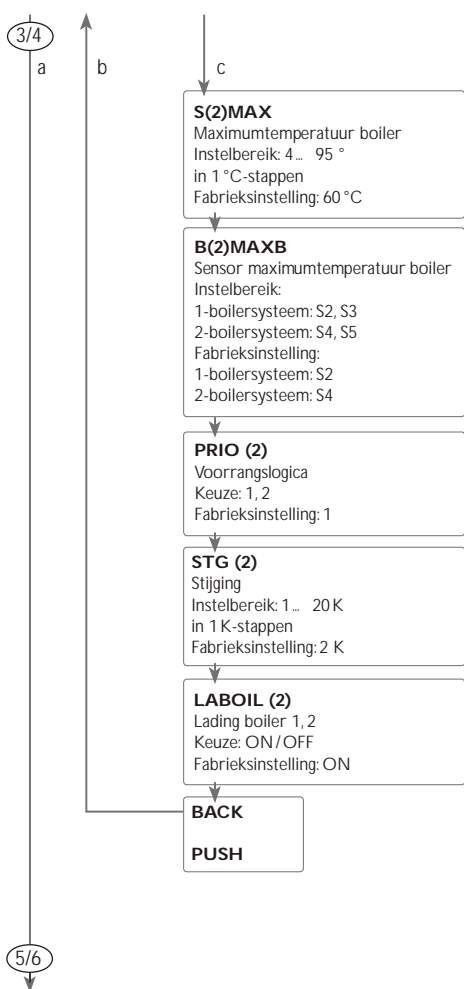 3/4
a
b
c
S(2)MAX
Maximumtemperatuur boiler
Instelbereik: 4... 95 °
in 1 °C-stappen
Fabrieksinstelling: 60 °C
B(2)MAXB
Sensor maximumtemperatuur boiler
Instelbereik:
1-boilersysteem: S2, S3
2-boilersysteem: S4, S5
Fabrieksinstelling:
1-boilersysteem: S2
2-boilersysteem: S4
PRIO (2)
Voorrangslogica
Keuze: 1, 2
Fabrieksinstelling: 1
STG (2)
Stijging
Instelbereik: 1... 20 K
in 1 K-stappen
Fabrieksinstelling: 2 K
LABOIL (2)
Lading boiler 1, 2
Keuze: ON / OFF
Fabrieksinstelling: ON
BACK
PUSH
5/6